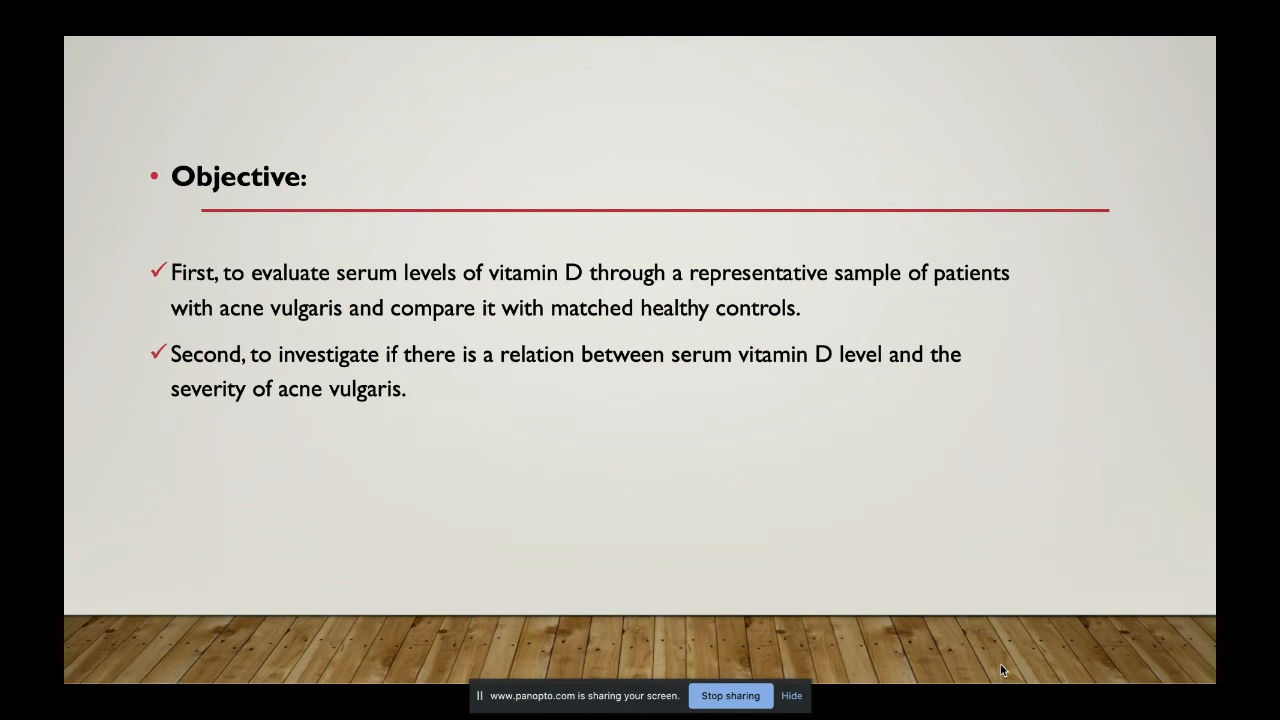 • Objective:
✓ First, to evaluate serum levels of vitamin D through a representative sample of patients
with acne vulgaris and compare it with matched healthy controls.
✓ Second, to investigate if there is a relation between serum vitamin D level and the
severity of acne vulgaris.
www.panopto.com is sharing your screen. Stop sharing Hide